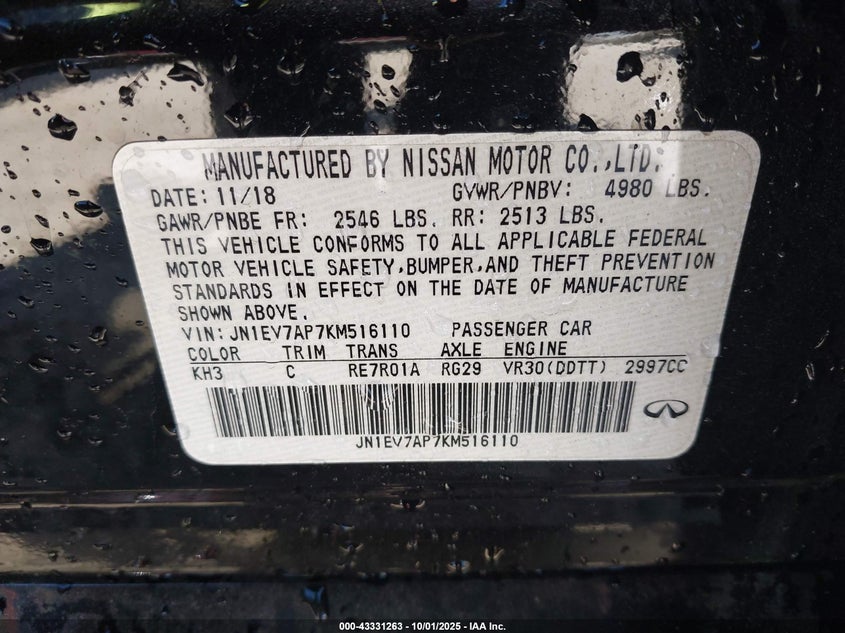 MANUFACTURED BY NISSAN MOTOR CO.,LTD.
DATE: 11/18 GVWR/PNBV: 4980 LBS.
GAWR/PNBE FR: 2546 LBS. RR: 2513 LBS.
THIS VEHICLE CONFORMS TO ALL APPLICABLE FEDERAL
MOTOR VEHICLE SAFETY,BUMPER,AND THEFT PREVENTION
STANDARDS IN EFFECT ON THE DATE OF MANUFACTURE
SHOWN ABOVE.
VIN: JN1EV7AP7KM516110 PASSENGER CAR
COLOR TRIM TRANS AXLE ENGINE
KH3 C RE7R01A RG29 VR30(DDTT) 2997CC
JN1EV7AP7KM516110
000-43331263 - 10/01/2025 - IAA Inc.